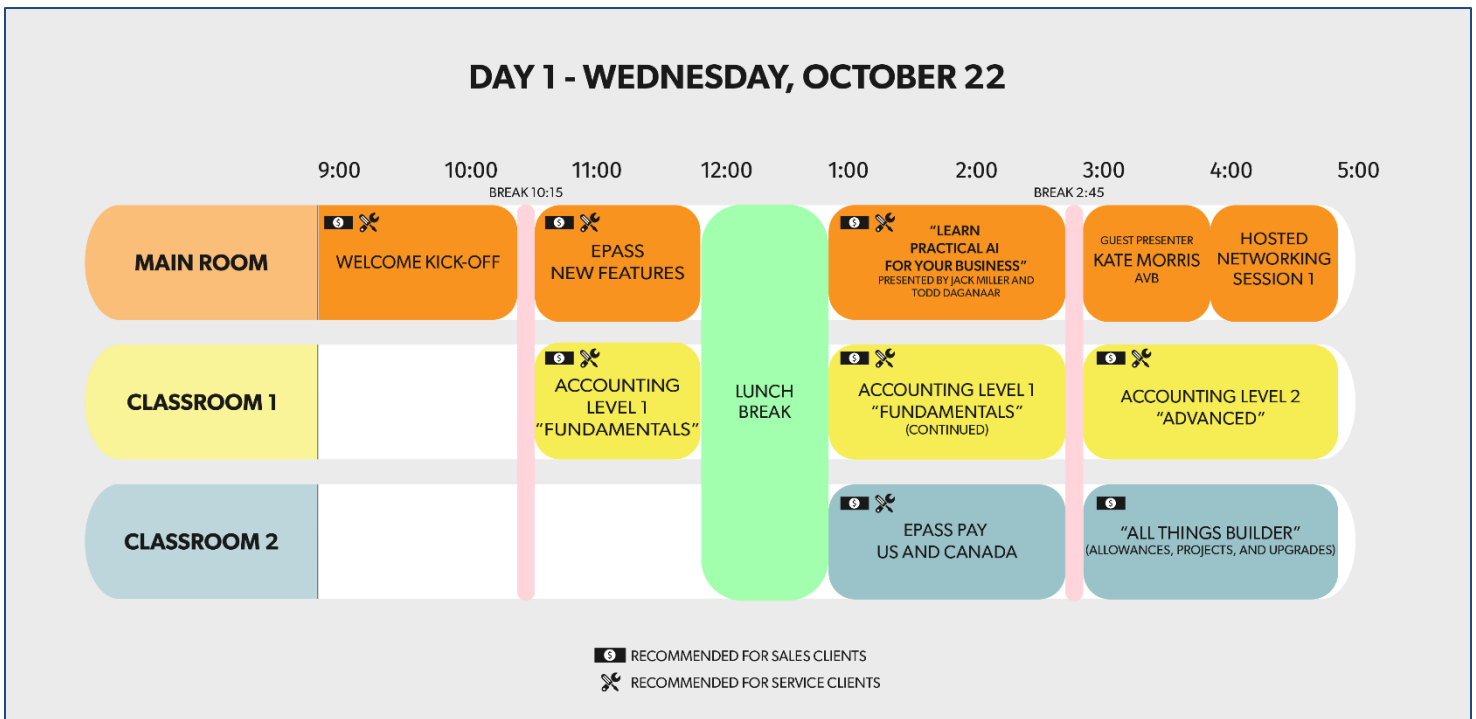 DAY 1 - WEDNESDAY, OCTOBER 22
9:00 10:00 11:00 12:00 1:00 2:00 3:00 4:00 5:00
BREAK 10:15 BREAK 2:45
MAIN ROOM
WELCOME KICK-OFF
EPASS
NEW FEATURES
“LEARN
PRACTICAL AI
FOR YOUR BUSINESS”
PRESENTED BY JACK MILLER AND
TODD DAGANAAR
GUEST PRESENTER
KATE MORRIS
AVB
HOSTED
NETWORKING
SESSION 1
CLASSROOM 1
ACCOUNTING
LEVEL 1
“FUNDAMENTALS”
LUNCH
BREAK
ACCOUNTING LEVEL 1
“FUNDAMENTALS”
(CONTINUED)
ACCOUNTING LEVEL 2
“ADVANCED”
CLASSROOM 2
EPASS PAY
US AND CANADA
“ALL THINGS BUILDER”
(ALLOWANCES, PROJECTS, AND UPGRADES)
RECOMMENDED FOR SALES CLIENTS
RECOMMENDED FOR SERVICE CLIENTS